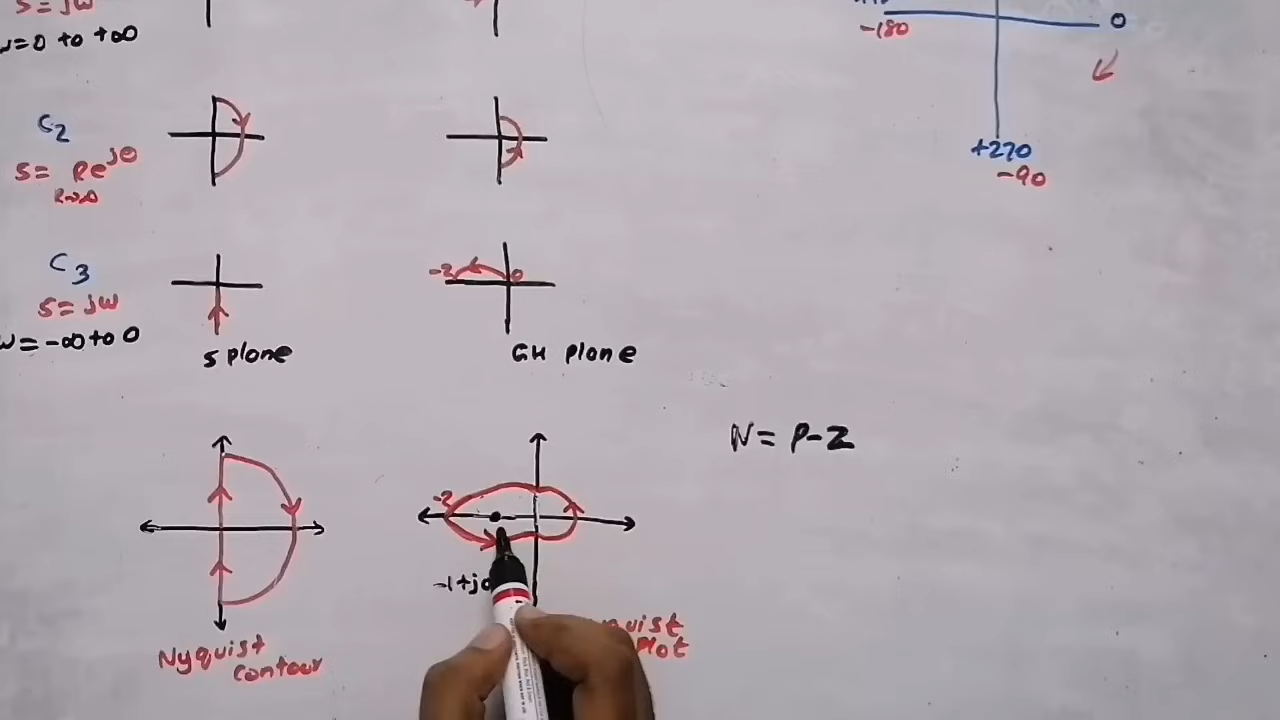 S = jω
ω=0 to +∞
-180
0
C2
S = Re^jθ
R→∞
+270
-90
C3
S = jω
ω = -∞ to 0
-2
0
S plane
GH plane
N = P-Z
-2
-1+j0
Nyquist
Contour
Plot